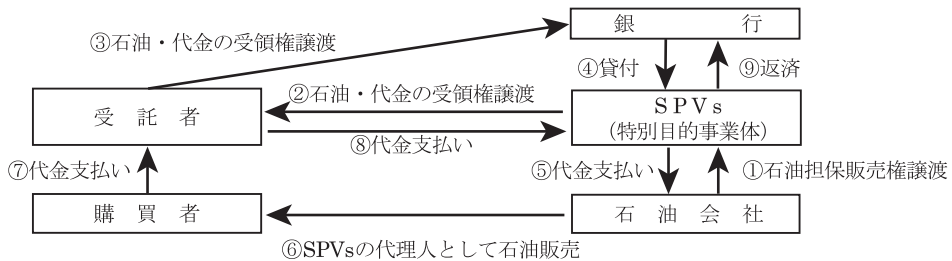 銀行
③石油・代金の受領権譲渡
④貸付
⑨返済
②石油・代金の受領権譲渡
受託者
SPVs
(特別目的事業体)
⑧代金支払い
⑦代金支払い
⑤代金支払い
①石油担保販売権譲渡
購買者
石油会社
⑥SPVsの代理人として石油販売